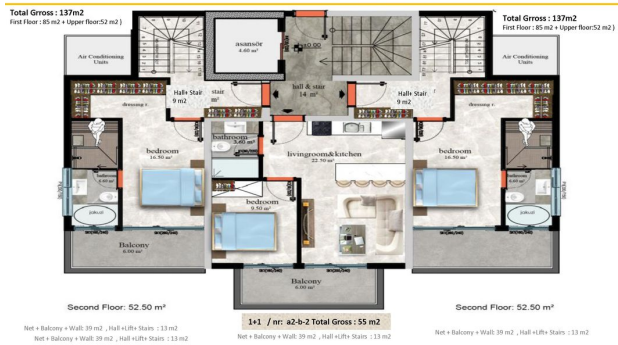 Total Grross : 137m2
First Floor : 85 m2 + Upper floor:52 m2 )
Total Grross : 137m2
First Floor : 85 m2 + Upper floor:52 m2 )
asansör
4.60 m²
±0.00
Air Conditioning
Units
Hall+ Stair
9 m2
stair
m²
hall & stair
14 m²
Hall+ Stair
9 m2
Air Conditioning
Units
dressing r.
dressing r.
bathroom
3.60 m²
bedroom
16.50 m²
livingroom&kitchen
22.50 m²
bedroom
16.50 m²
bathroom
bathroom
bedroom
9.50 m²
jakuzi
jakuzi
Balcony
6.00 m²
Balcony
6.00 m²
Second Floor: 52.50 m²
1+1 / nr: a2-b-2 Total Gross : 55 m2
Second Floor: 52.50 m²
Net + Balcony + Wall: 39 m2 , Hall +Lift+ Stairs : 13 m2
Net + Balcony + Wall: 39 m2 , Hall +Lift+ Stairs : 13 m2
Net + Balcony + Wall: 39 m2 , Hall +Lift+ Stairs : 13 m2
Net + Balcony + Wall: 39 m2 , Hall +Lift+ Stairs : 13 m2